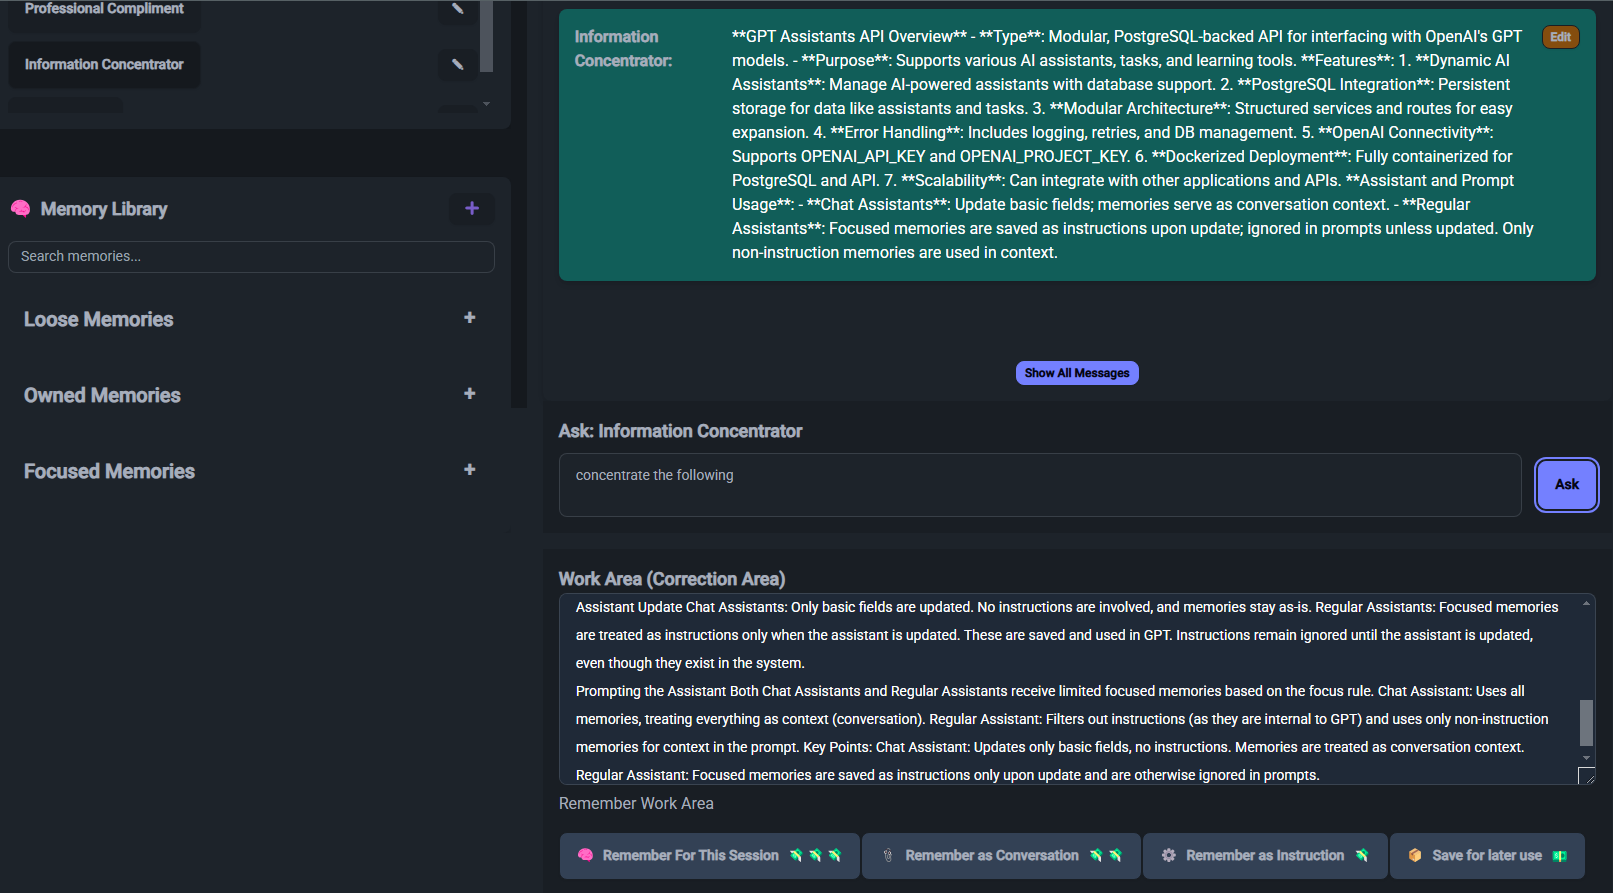 Professional Compliment
Information Concentrator
Memory Library
Search memories...
Loose Memories
Owned Memories
Focused Memories
Information Concentrator:
**GPT Assistants API Overview** - **Type**: Modular, PostgreSQL-backed API for interfacing with OpenAI's GPT
models. - **Purpose**: Supports various AI assistants, tasks, and learning tools. **Features**: 1. **Dynamic AI
Assistants**: Manage AI-powered assistants with database support. 2. **PostgreSQL Integration**: Persistent
storage for data like assistants and tasks. 3. **Modular Architecture**: Structured services and routes for easy
expansion. 4. **Error Handling**: Includes logging, retries, and DB management. 5. **OpenAI Connectivity**:
Supports OPENAI_API_KEY and OPENAI_PROJECT_KEY. 6. **Dockerized Deployment**: Fully containerized for
PostgreSQL and API. 7. **Scalability**: Can integrate with other applications and APIs. **Assistant and Prompt
Usage**: - **Chat Assistants**: Update basic fields; memories serve as conversation context. - **Regular
Assistants**: Focused memories are saved as instructions upon update; ignored in prompts unless updated. Only
non-instruction memories are used in context.
Edit
Show All Messages
Ask: Information Concentrator
concentrate the following
Ask
Work Area (Correction Area)
Assistant Update Chat Assistants: Only basic fields are updated. No instructions are involved, and memories stay as-is. Regular Assistants: Focused memories
are treated as instructions only when the assistant is updated. These are saved and used in GPT. Instructions remain ignored until the assistant is updated,
even though they exist in the system.
Prompting the Assistant Both Chat Assistants and Regular Assistants receive limited focused memories based on the focus rule. Chat Assistant: Uses all
memories, treating everything as context (conversation). Regular Assistant: Filters out instructions (as they are internal to GPT) and uses only non-instruction
memories for context in the prompt. Key Points: Chat Assistant: Updates only basic fields, no instructions. Memories are treated as conversation context.
Regular Assistant: Focused memories are saved as instructions only upon update and are otherwise ignored in prompts.
Remember Work Area
Remember For This Session
Remember as Conversation
Remember as Instruction
Save for later use